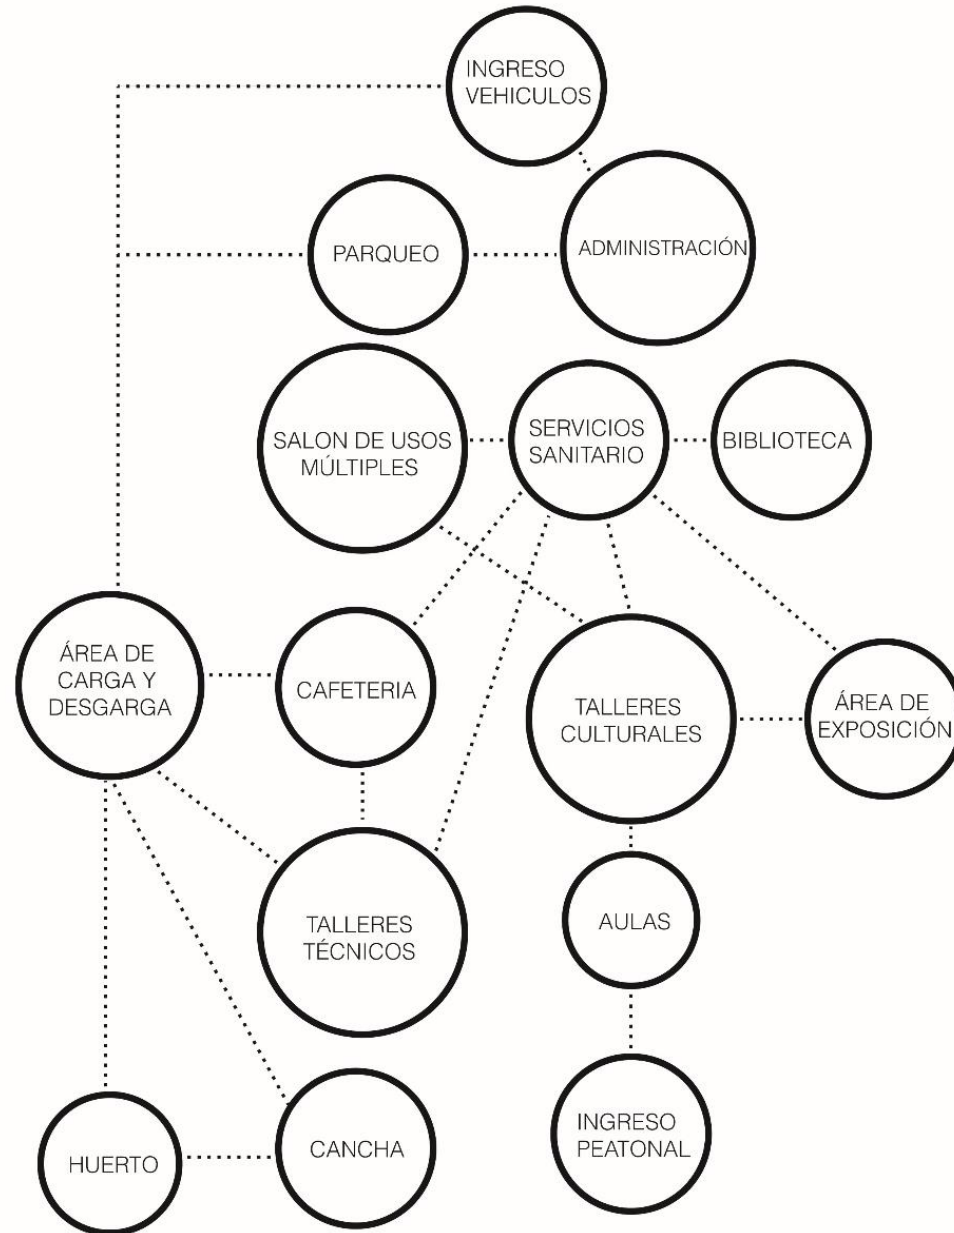 INGRESO
VEHICULOS
PARQUEO
ADMINISTRACIÓN
SALON DE USOS
MÚLTIPLES
SERVICIOS
SANITARIO
BIBLIOTECA
ÁREA DE
CARGA Y
DESGARGA
CAFETERIA
TALLERES
CULTURALES
ÁREA DE
EXPOSICIÓN
TALLERES
TÉCNICOS
AULAS
HUERTO
CANCHA
INGRESO
PEATONAL